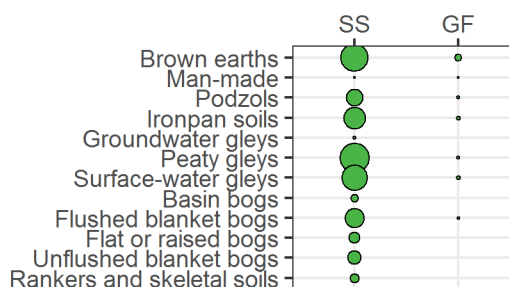 SS GF
Brown earths
Man-made
Podzols
Ironpan soils
Groundwater gleys
Peaty gleys
Surface-water gleys
Basin bogs
Flushed blanket bogs
Flat or raised bogs
Unflushed blanket bogs
Rankers and skeletal soils